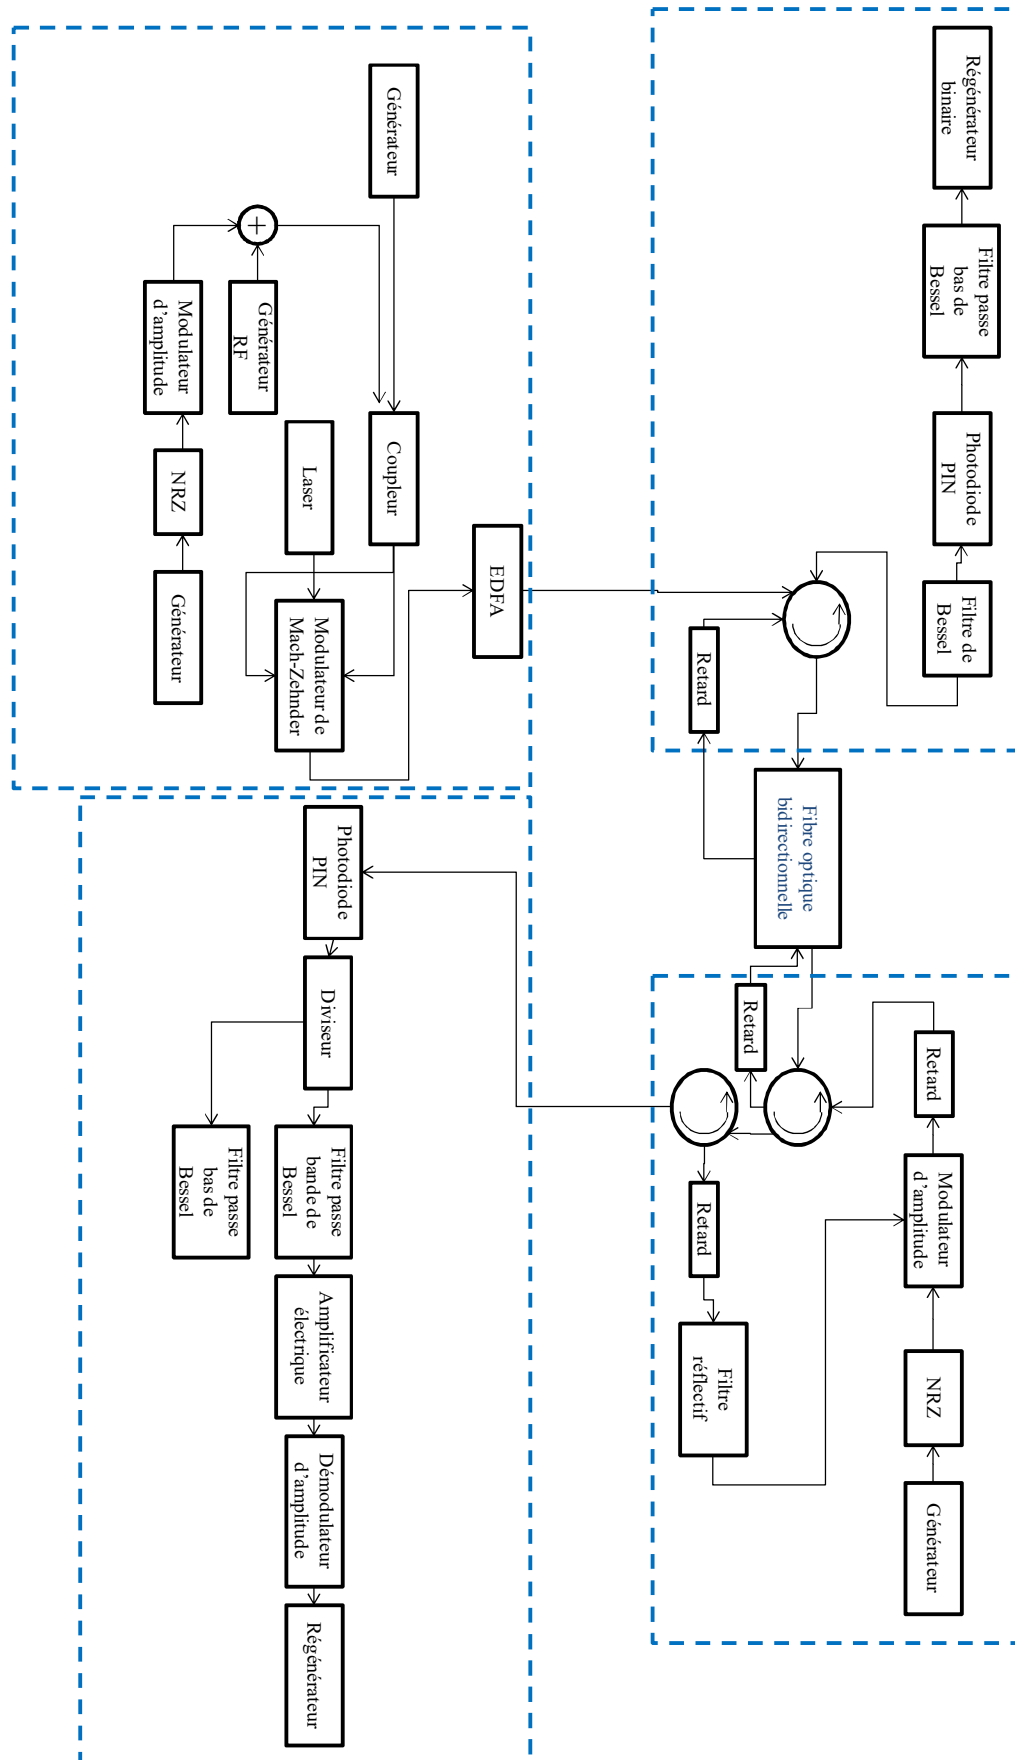 Générateur
Générateur
RF
Modulateur
d'amplitude
NRZ
Générateur
Laser
Coupleur
Modulateur de
Mach-Zehnder
EDFA
Régénérateur
binaire
Filtre passe
bas de
Bessel
Photodiode
PIN
Filtre de
Bessel
Retard
Fibre optique
bidirectionnelle
Retard
Retard
Modulateur
d'amplitude
NRZ
Générateur
Retard
Filtre
réflectif
Photodiode
PIN
Diviseur
Filtre passe
bas de
Bessel
Filtre passe
bande de
Bessel
Amplificateur
électrique
Démodulateur
d'amplitude
Régénérateur